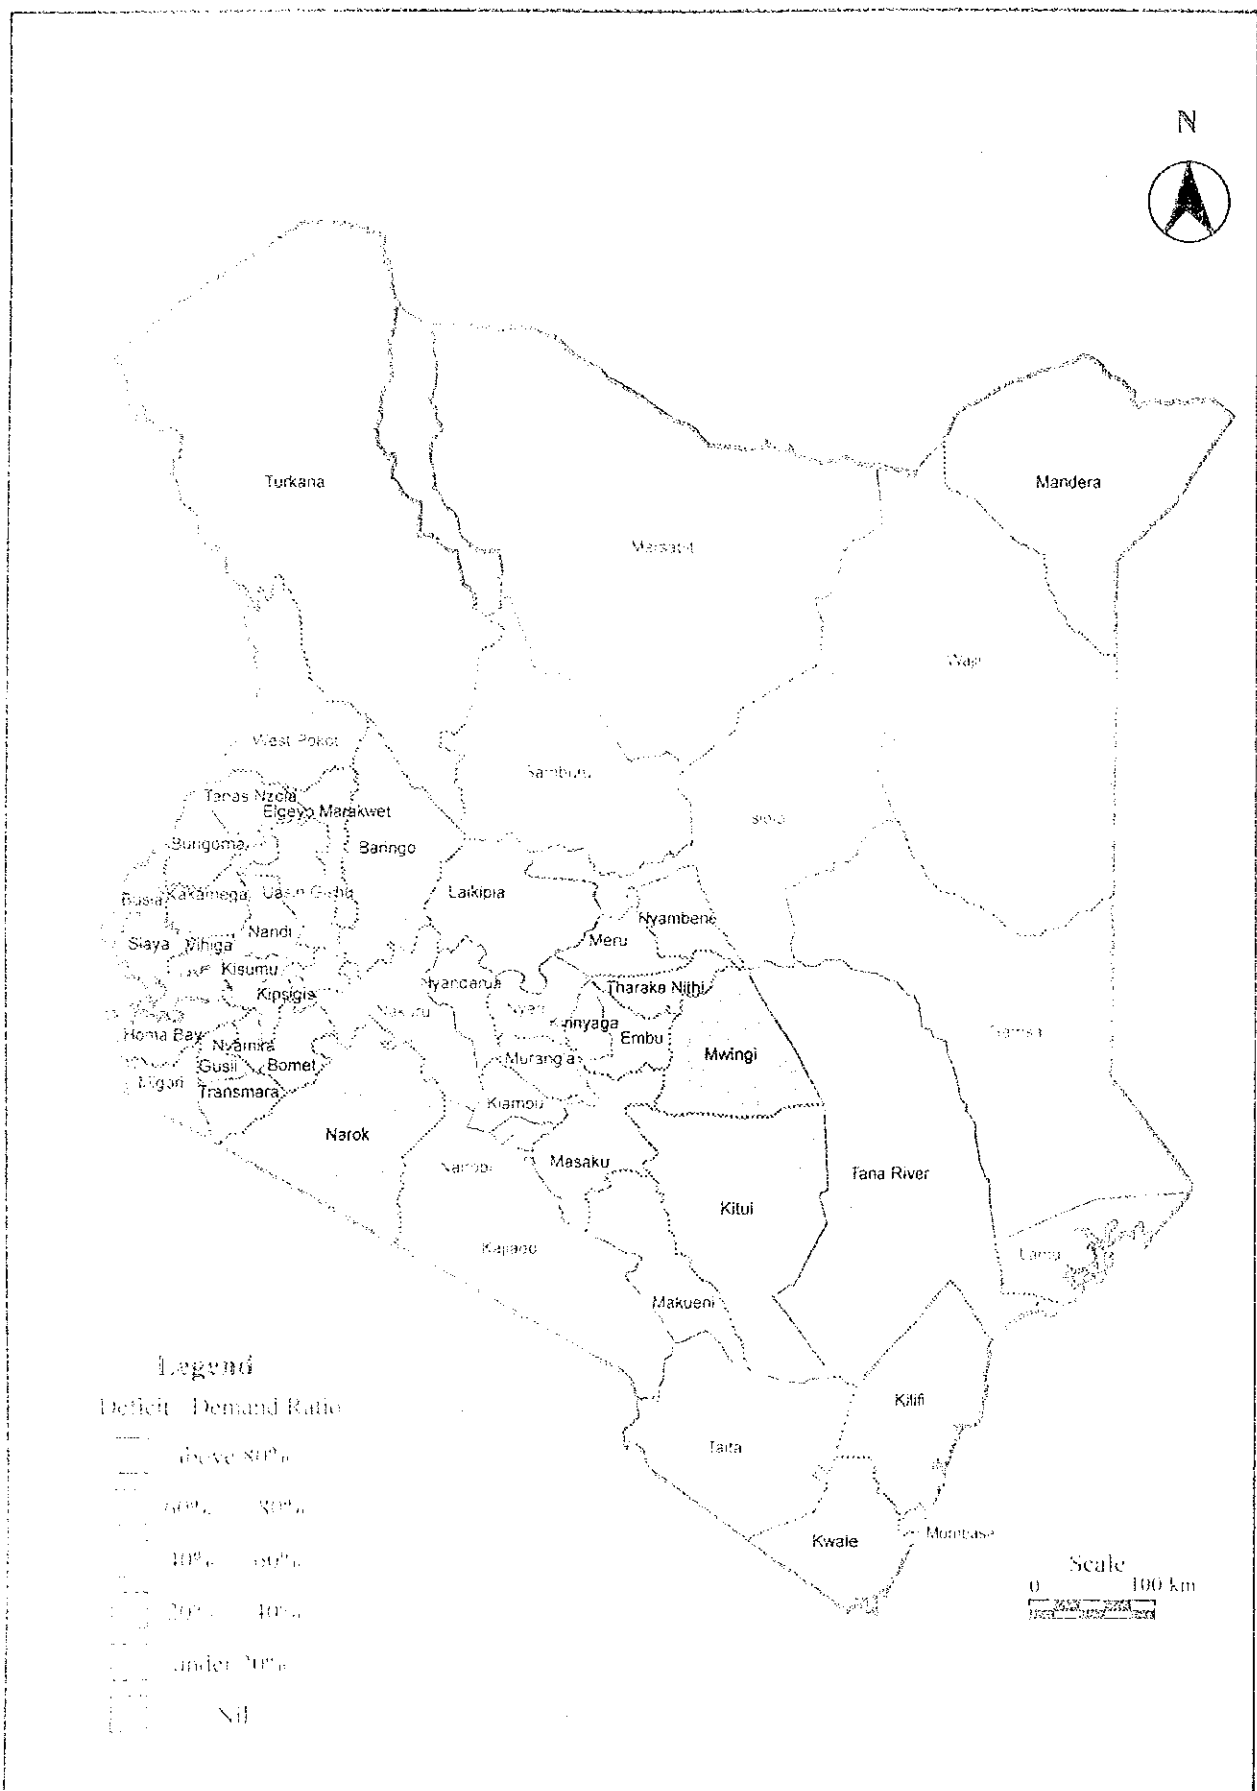 N
Turkana
Mandera
Marsabit
Wajir
West Pokot
Samburu
Trans Nzoia
Elgeyo Marakwet
Bungoma
Baringo
Busia
Kakamega
Uasin Gishu
Laikipia
Nyambene
Siaya
Vihiga
Nandi
Meru
Kisumu
Kipsigis
Nyandarua
Tharaka Nithi
Nakuru
Nyeri
Kirinyaga
Homa Bay
Nyamira
Embu
Garissa
Gusii
Bomet
Murang'a
Mwingi
Migori
Transmara
Kiambu
Narok
Nairobi
Masaku
Tana River
Kitui
Kajiado
Lamu
Makueni
Kilifi
Taita
Kwale
Mombasa
Legend
Deficit - Demand Ratio
above 80%
60% - 80%
40% - 60%
20% - 40%
under 20%
Nil
Scale
0 100 km